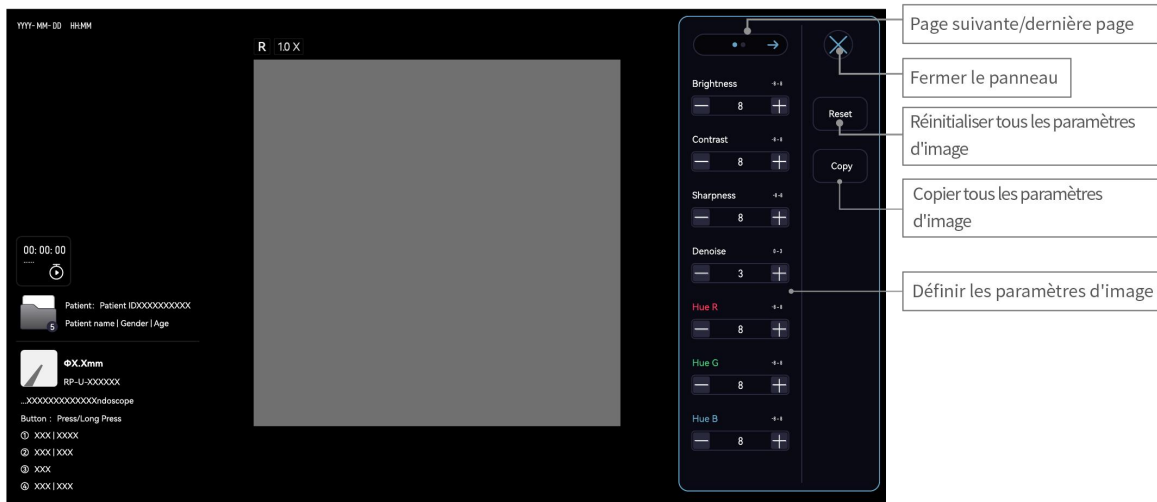 YYYY-MM-DD HH:MM
R 1.0 X
00:00:00
Patient: Patient IDXXXXXXXXXX
Patient name | Gender | Age
5
ΦX.Xmm
RP-U-XXXXXX
...XXXXXXXXXXXXXndoscope
Button : Press/Long Press
① XXX | XXXX
② XXX | XXX
③ XXX
④ XXX | XXX
Brightness
8
Contrast
8
Sharpness
8
Denoise 0-3
3
Hue R
8
Hue G
8
Hue B
8
Reset
Copy
Page suivante/dernière page
Fermer le panneau
Réinitialiser tous les paramètres
d'image
Copier tous les paramètres
d'image
Définir les paramètres d'image